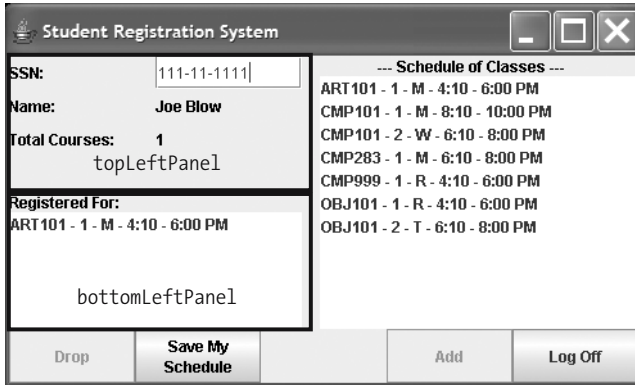 Student Registration System
SSN: 111-11-1111
Name: Joe Blow
Total Courses: 1
topLeftPanel
Registered For:
ART101 - 1 - M - 4:10 - 6:00 PM
bottomLeftPanel
--- Schedule of Classes ---
ART101 - 1 - M - 4:10 - 6:00 PM
CMP101 - 1 - M - 8:10 - 10:00 PM
CMP101 - 2 - W - 6:10 - 8:00 PM
CMP283 - 1 - M - 6:10 - 8:00 PM
CMP999 - 1 - R - 4:10 - 6:00 PM
OBJ101 - 1 - R - 4:10 - 6:00 PM
OBJ101 - 2 - T - 6:10 - 8:00 PM
Drop
Save My
Schedule
Add
Log Off